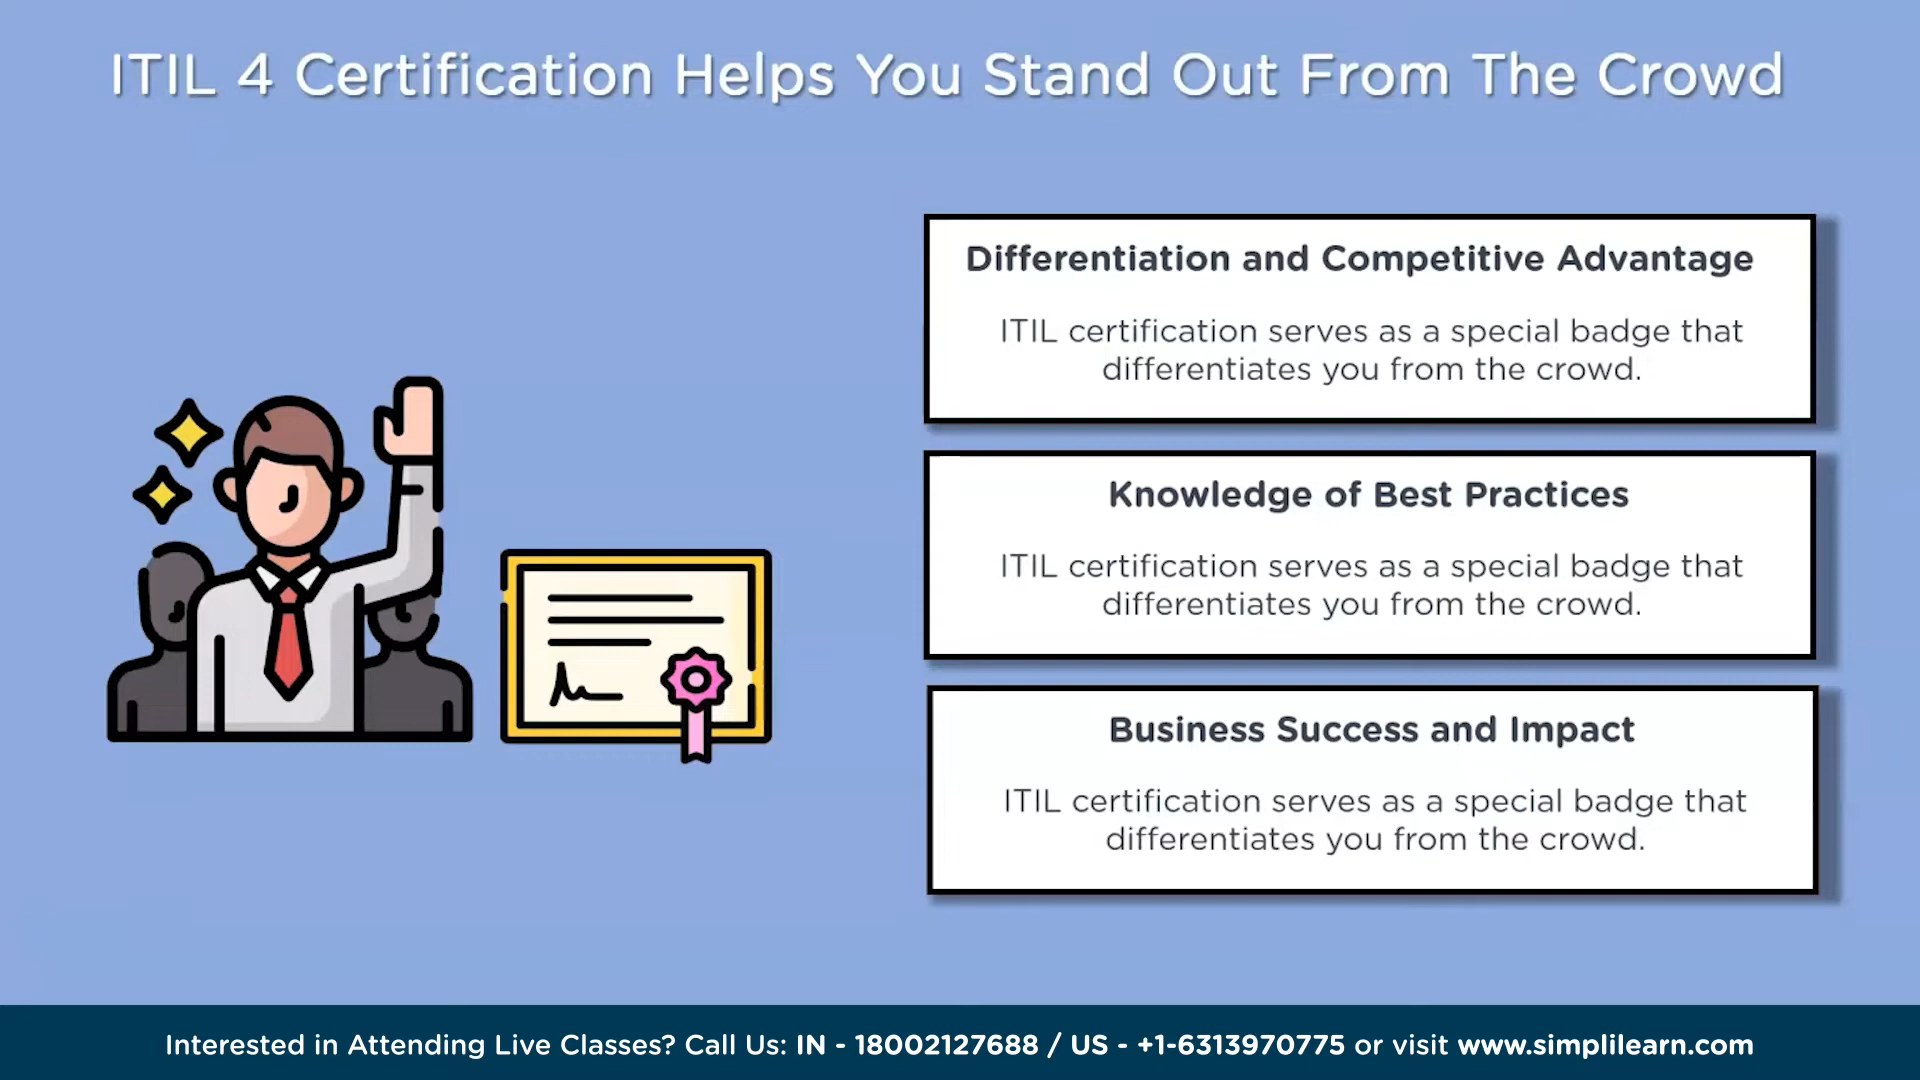 ITIL 4 Certification Helps You Stand Out From The Crowd
Differentiation and Competitive Advantage
ITIL certification serves as a special badge that
differentiates you from the crowd.
Knowledge of Best Practices
ITIL certification serves as a special badge that
differentiates you from the crowd.
Business Success and Impact
ITIL certification serves as a special badge that
differentiates you from the crowd.
Interested in Attending Live Classes? Call Us: IN - 18002127688 / US - +1-6313970775 or visit www.simplilearn.com